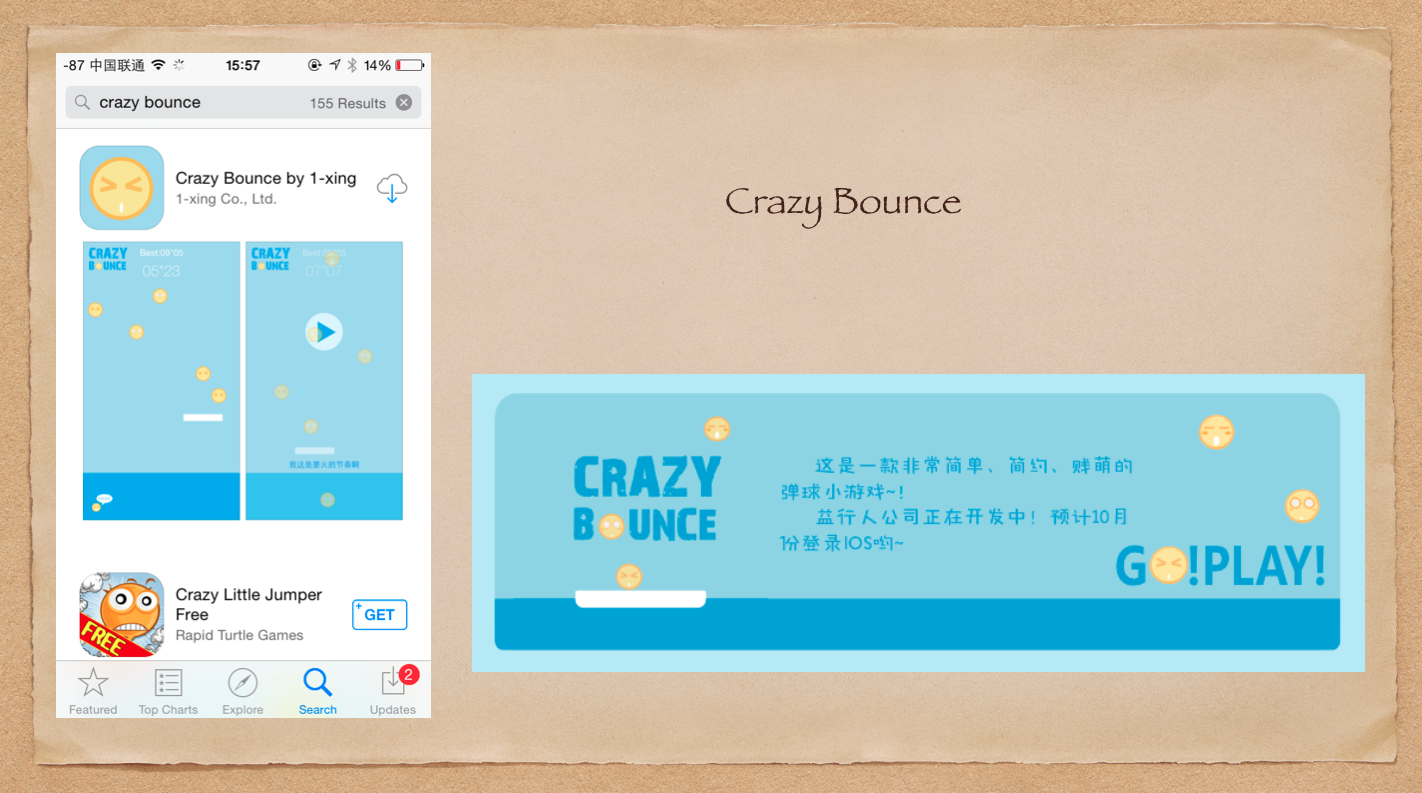 -87 中国联通 15:57 14%
crazy bounce 155 Results
Crazy Bounce by 1-xing
1-xing Co., Ltd.
CRAZY BOUNCE
Best:09"05
05"23
CRAZY BOUNCE
07"07
我这是要火的节奏啊
Crazy Little Jumper
Free
Rapid Turtle Games
+ GET
FREE
Featured Top Charts Explore Search Updates 2
Crazy Bounce
CRAZY
BOUNCE
这是一款非常简单、简约、贱萌的
弹球小游戏~!
益行人公司正在开发中！预计10月
1份登录IOS哟~
GO!PLAY!